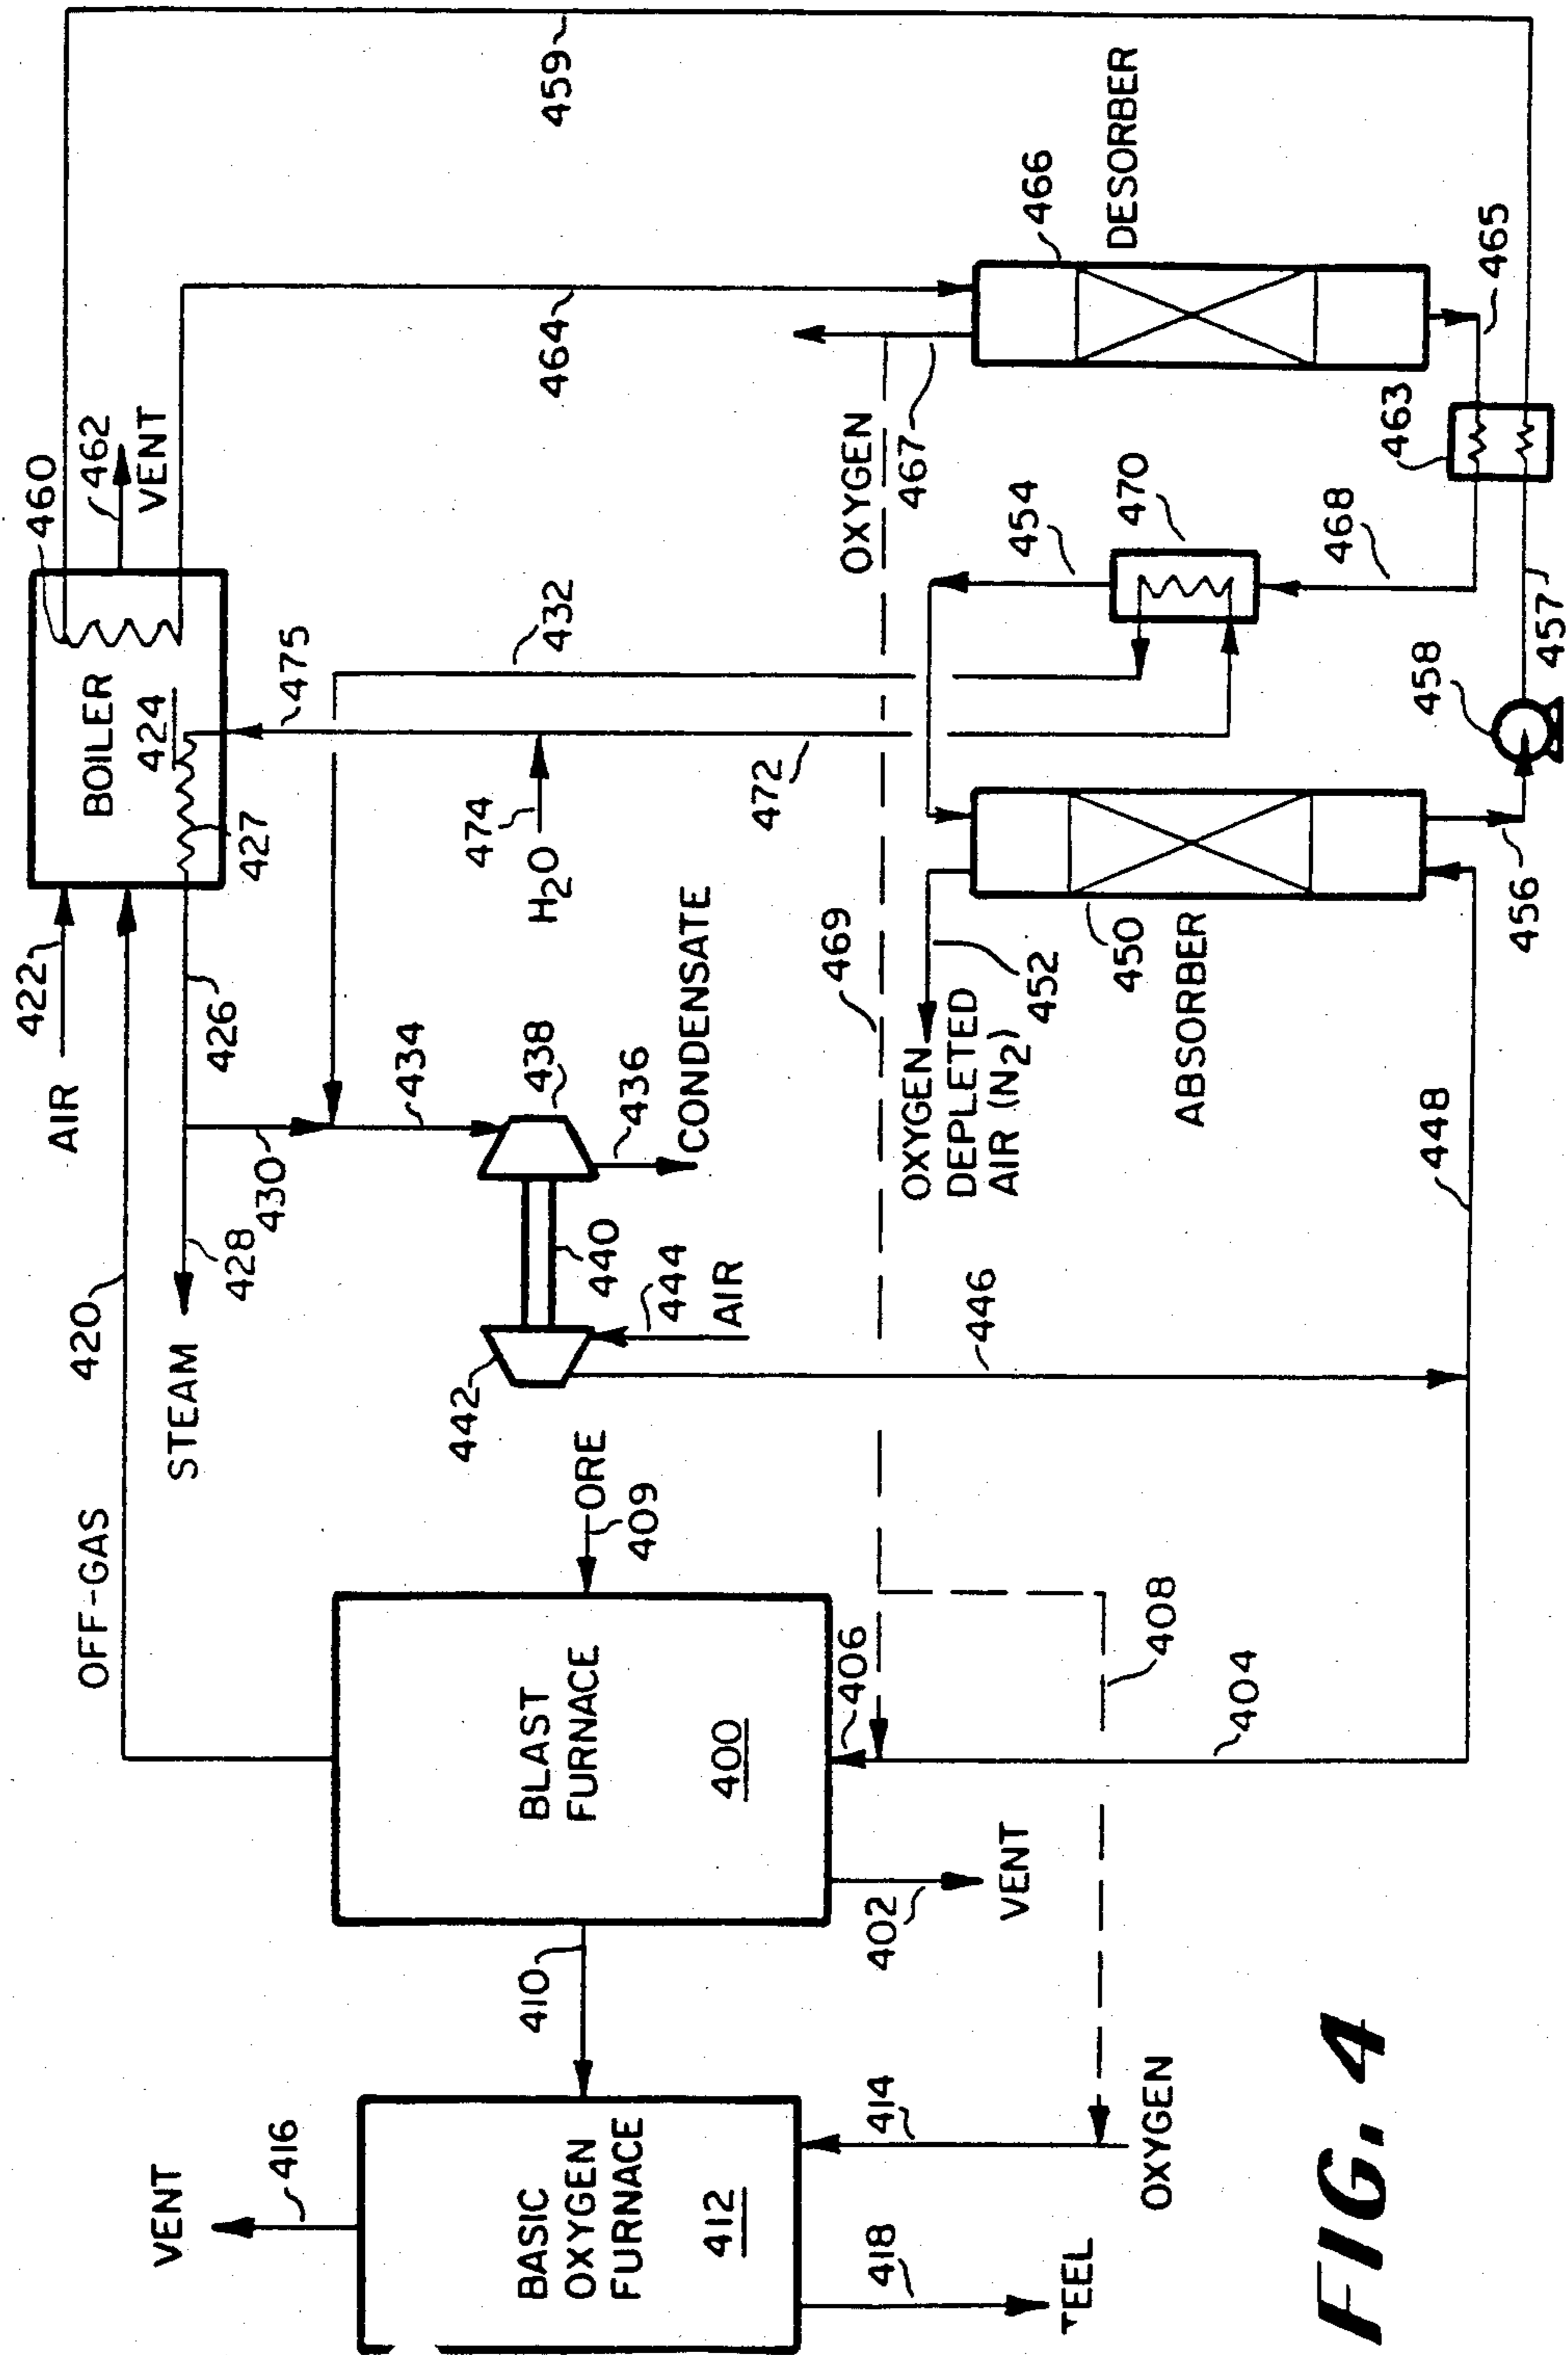 VENT
416
BASIC
OXYGEN
FURNACE
412
418
TEEL
414
OXYGEN
410
OFF-GAS
420
BLAST
FURNACE
400
402
VENT
406
404
408
ORE
409
STEAM
428
430
AIR
422
426
434
438
436
CONDENSATE
442
440
444
AIR
446
448
BOILER
424
427
460
462
VENT
475
474
H2O
472
432
469
OXYGEN
DEPLETED
AIR (N2)
452
450
ABSORBER
456
458
457
454
470
468
463
OXYGEN
467
464
459
466
DESORBER
465
FIG. 4